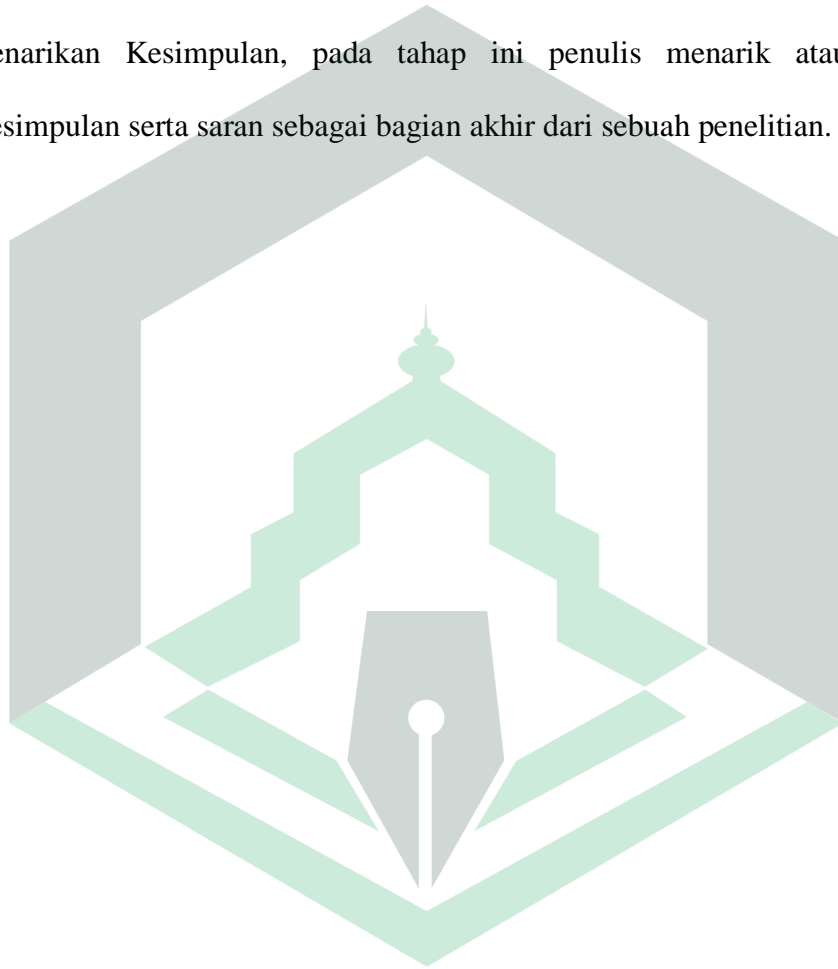 enarikan Kesimpulan, pada tahap ini penulis menarik atau
esimpulan serta saran sebagai bagian akhir dari sebuah penelitian.